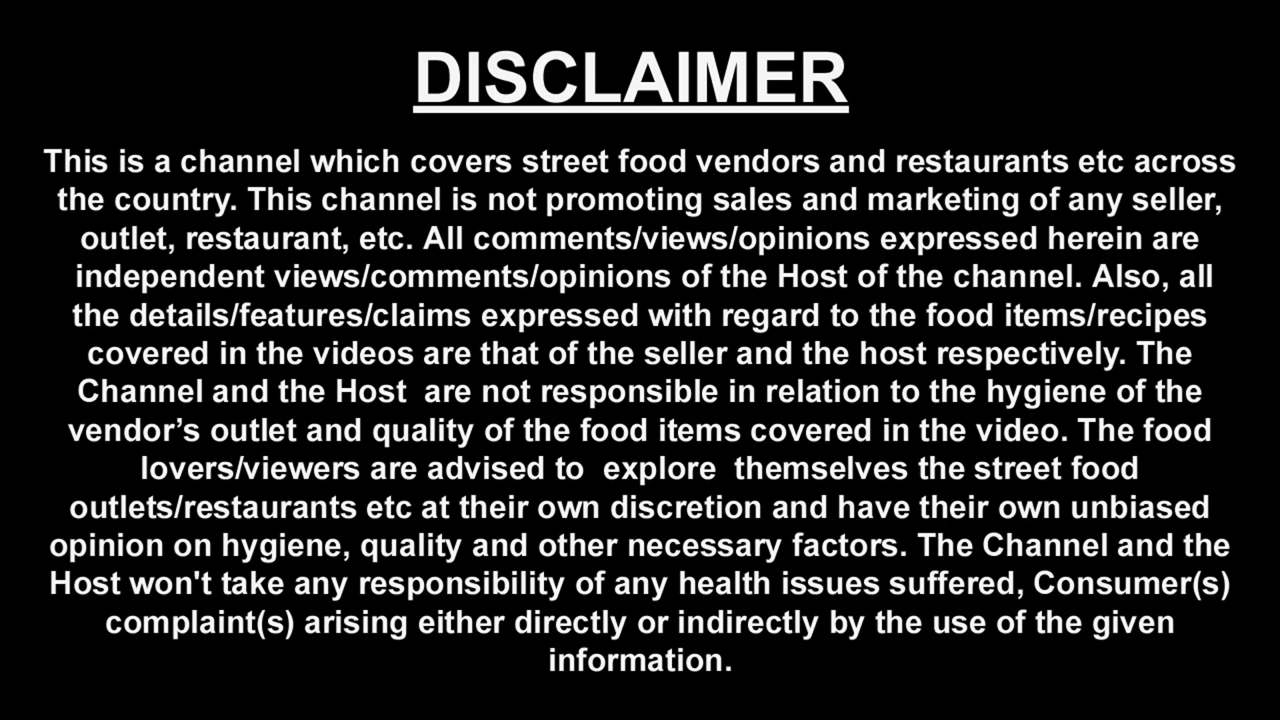 DISCLAIMER
This is a channel which covers street food vendors and restaurants etc across
the country. This channel is not promoting sales and marketing of any seller,
outlet, restaurant, etc. All comments/views/opinions expressed herein are
independent views/comments/opinions of the Host of the channel. Also, all
the details/features/claims expressed with regard to the food items/recipes
covered in the videos are that of the seller and the host respectively. The
Channel and the Host  are not responsible in relation to the hygiene of the
vendor’s outlet and quality of the food items covered in the video. The food
lovers/viewers are advised to  explore  themselves the street food
outlets/restaurants etc at their own discretion and have their own unbiased
opinion on hygiene, quality and other necessary factors. The Channel and the
Host won't take any responsibility of any health issues suffered, Consumer(s)
complaint(s) arising either directly or indirectly by the use of the given
information.